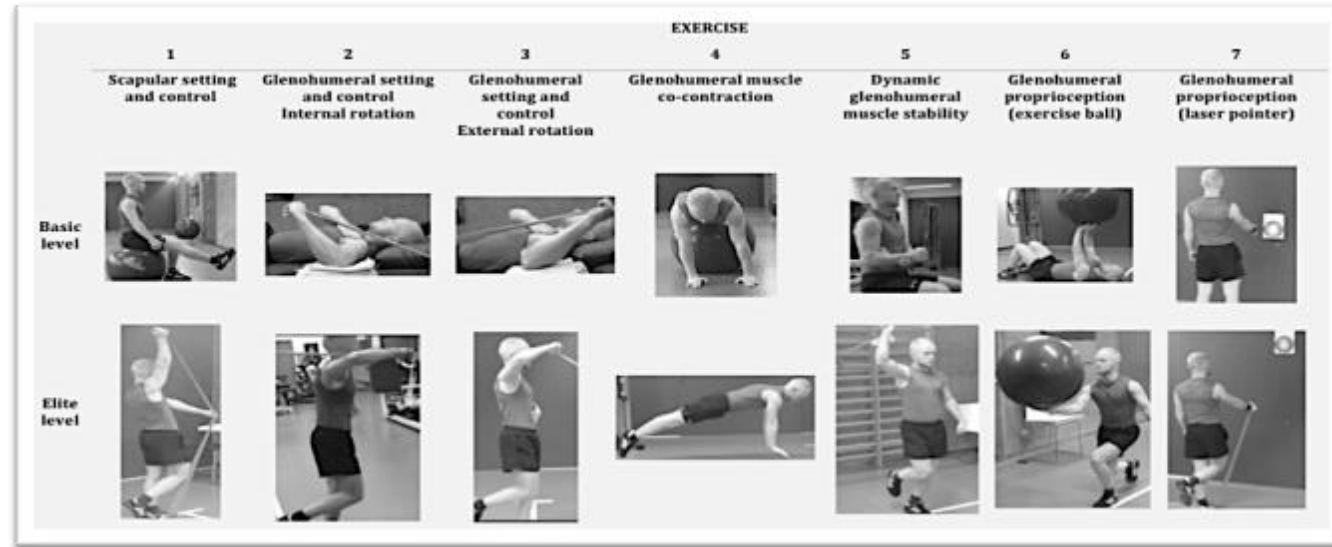 EXERCISE
1 2 3 4 5 6 7
Scapular setting
and control
Glenohumeral setting
and control
Internal rotation
Glenohumeral
setting and
control
External rotation
Glenohumeral muscle
co-contraction
Dynamic
glenohumeral
muscle stability
Glenohumeral
proprioception
(exercise ball)
Glenohumeral
proprioception
(laser pointer)
Basic
level
Elite
level